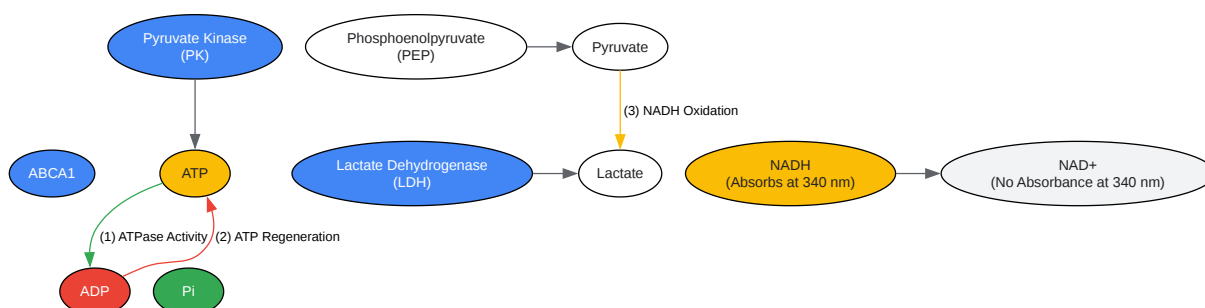 Pyruvate Kinase
(PK)
Phosphoenolpyruvate
(PEP)
Pyruvate
(3) NADH Oxidation
ABCA1
ATP
Lactate Dehydrogenase
(LDH)
Lactate
NADH
(Absorbs at 340 nm)
NAD+
(No Absorbance at 340 nm)
(1) ATPase Activity
(2) ATP Regeneration
ADP
Pi